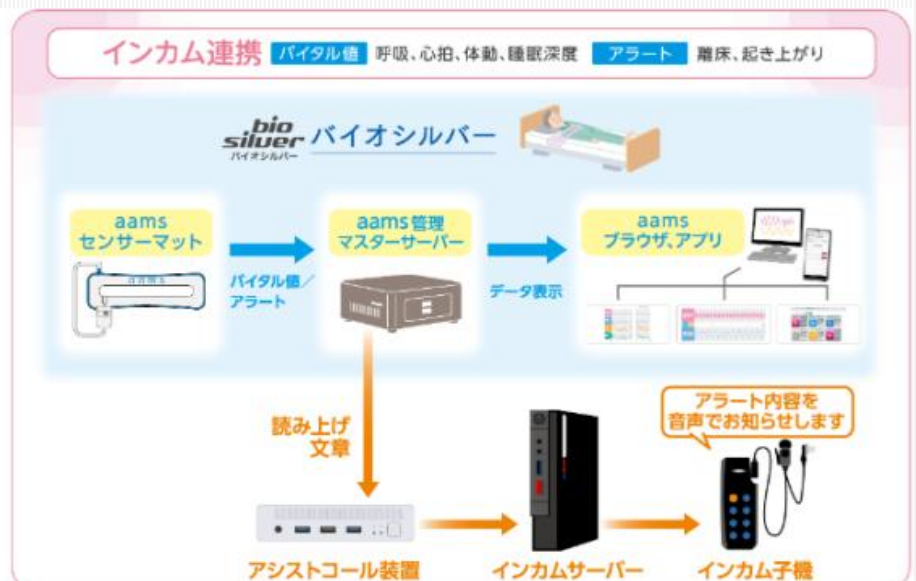 インカム連携 バイタル値 呼吸、心拍、体動、睡眠深度 アラート 離床、起き上がり
bio silver バイオシルバー
バイオシルバー
aams
センサーマット
aams
バイタル値／
アラート
aams管理
マスターサーバー
データ表示
aams
ブラウザ、アプリ
読み上げ
文章
アラート内容を
音声でお知らせします
アシストコール装置
インカムサーバー
インカム子機